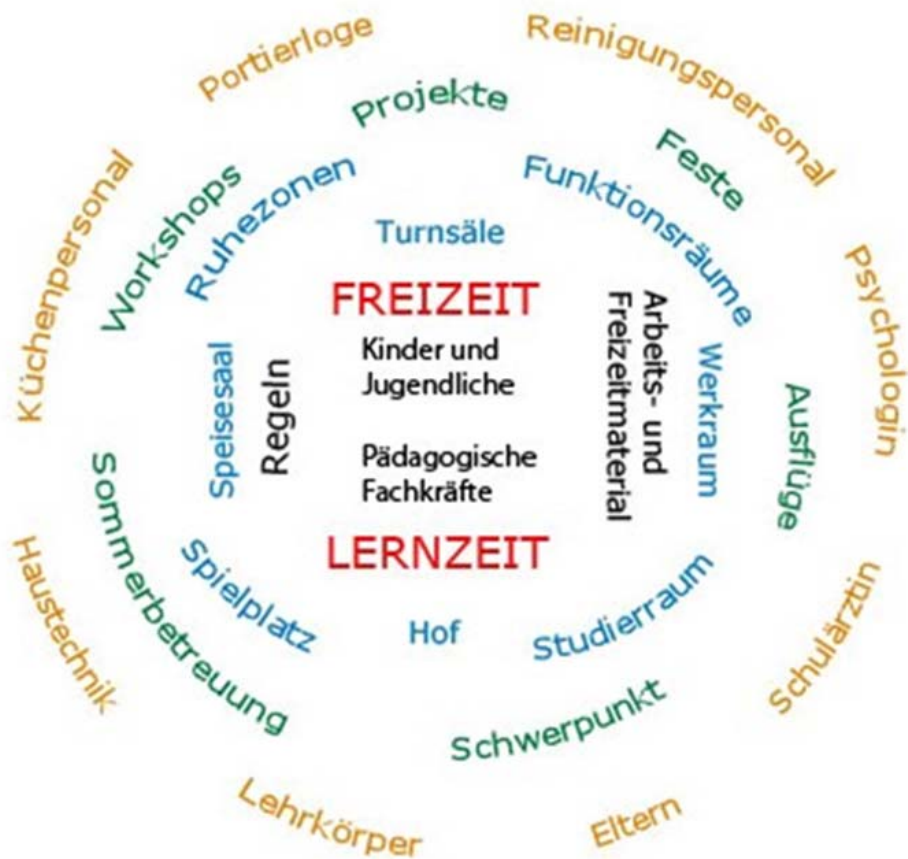 Portierloge
Reinigungspersonal
Projekte
Feste
Küchenpersonal
Workshops
Ruhezonen
Funktionsräume
Turnsäle
Psychologin
FREIZEIT
Kinder und
Jugendliche
Speisesaal
Regeln
Arbeits- und
Freizeitmaterial
Werkraum
Ausflüge
Pädagogische
Fachkräfte
LERNZEIT
Sommerbetreuung
Haustechnik
Spielplatz
Hof
Studierraum
Schulärztin
Schwerpunkt
Lehrkörper
Eltern